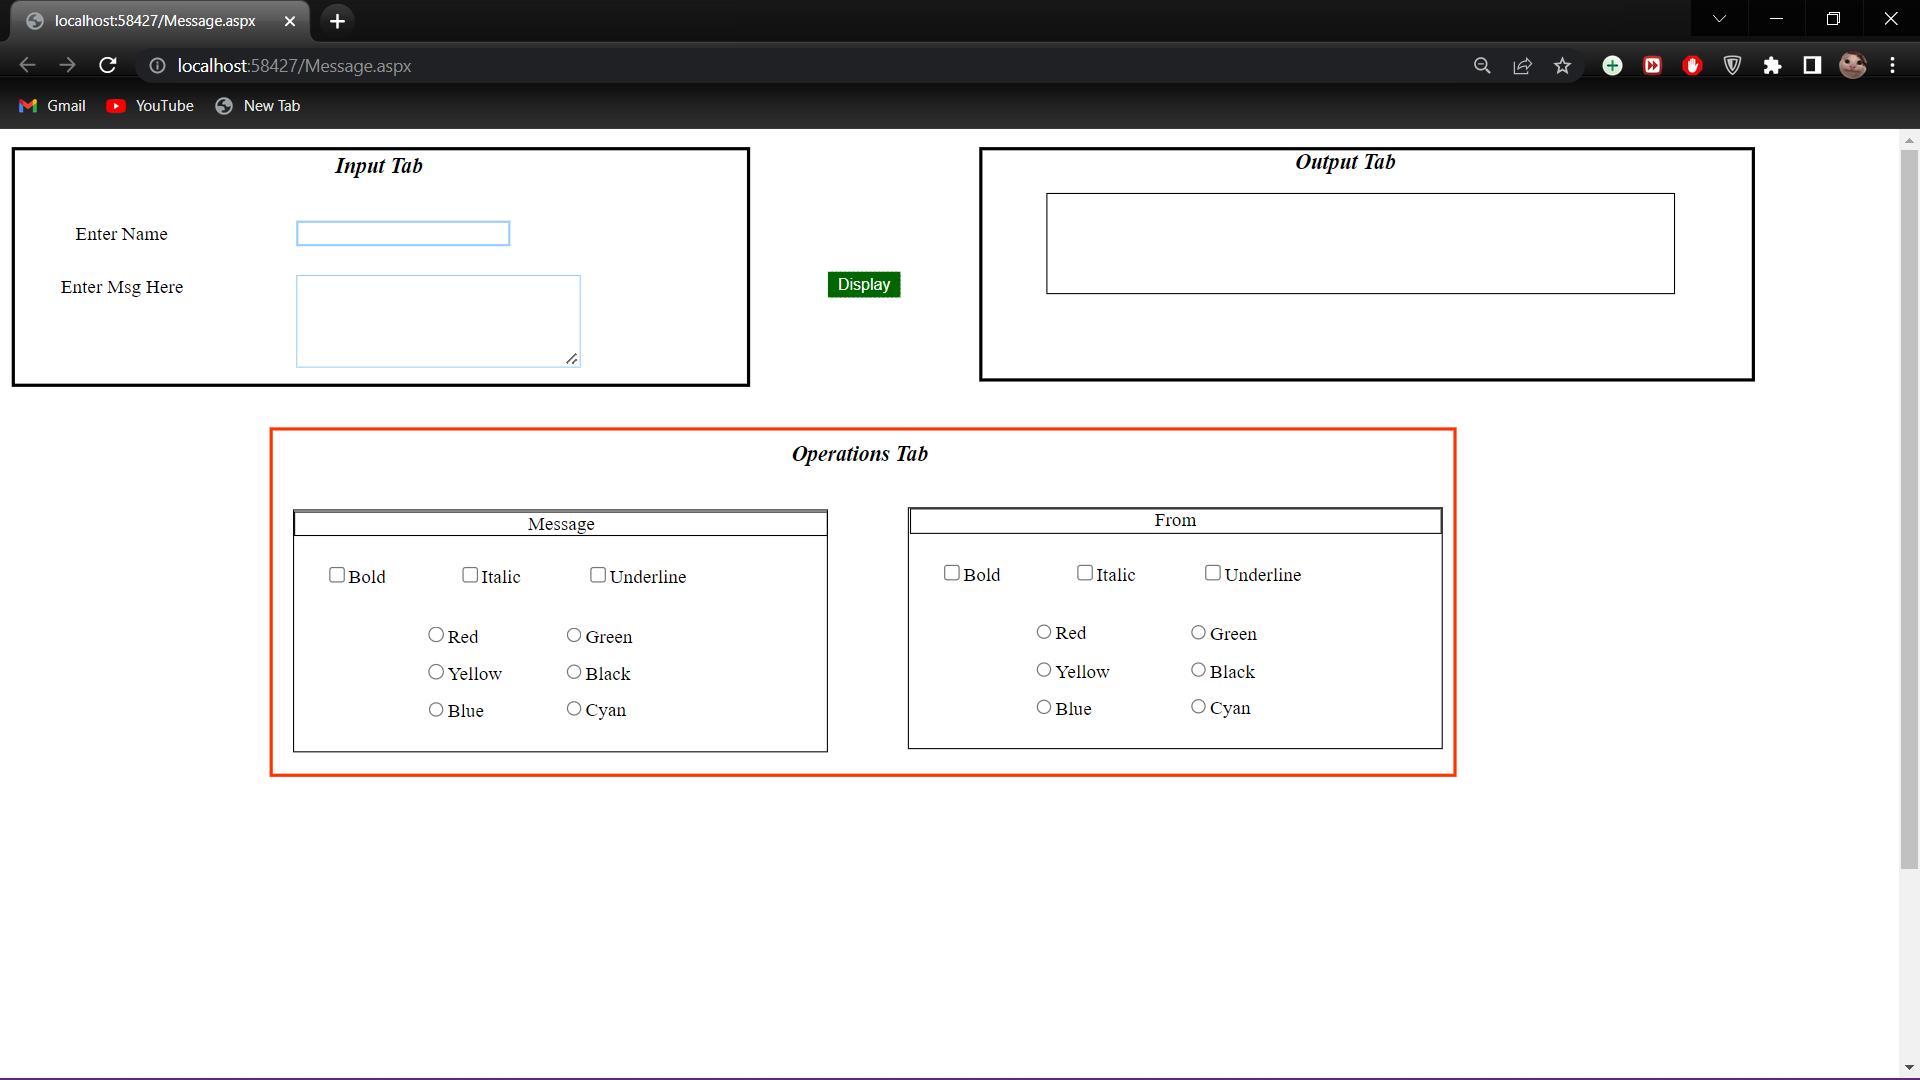 localhost:58427/Message.aspx
localhost:58427/Message.aspx
Gmail YouTube New Tab
Input Tab
Enter Name
Enter Msg Here
Display
Output Tab
Operations Tab
Message
Bold Italic Underline
Red Green
Yellow Black
Blue Cyan
From
Bold Italic Underline
Red Green
Yellow Black
Blue Cyan